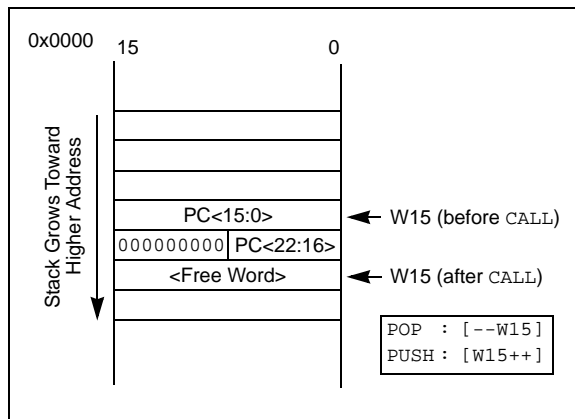 0x0000
15 0
Stack Grows Toward
Higher Address
PC<15:0>
W15 (before CALL)
000000000 PC<22:16>
<Free Word>
W15 (after CALL)
POP : [--W15]
PUSH : [W15++]